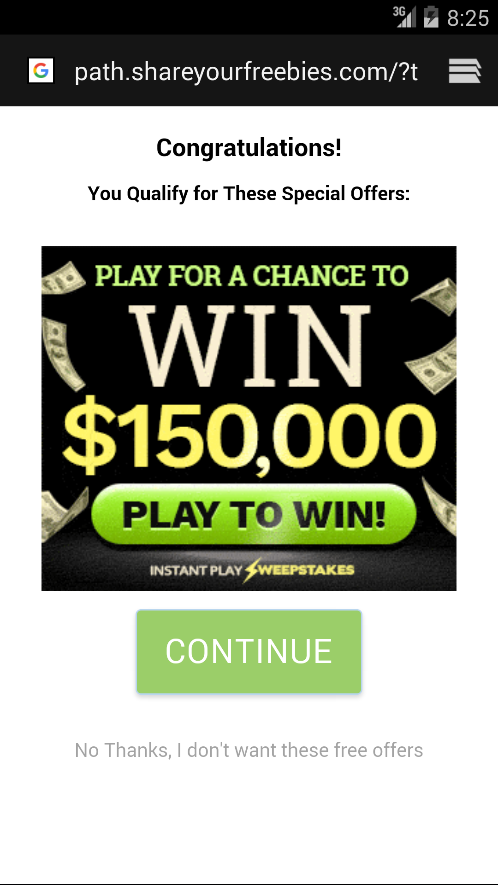 3G 8:25
G path.shareyourfreebies.com/?t
Congratulations!
You Qualify for These Special Offers:
PLAY FOR A CHANCE TO
WIN
$150,000
PLAY TO WIN!
INSTANT PLAY SWEEPSTAKES
CONTINUE
No Thanks, I don't want these free offers